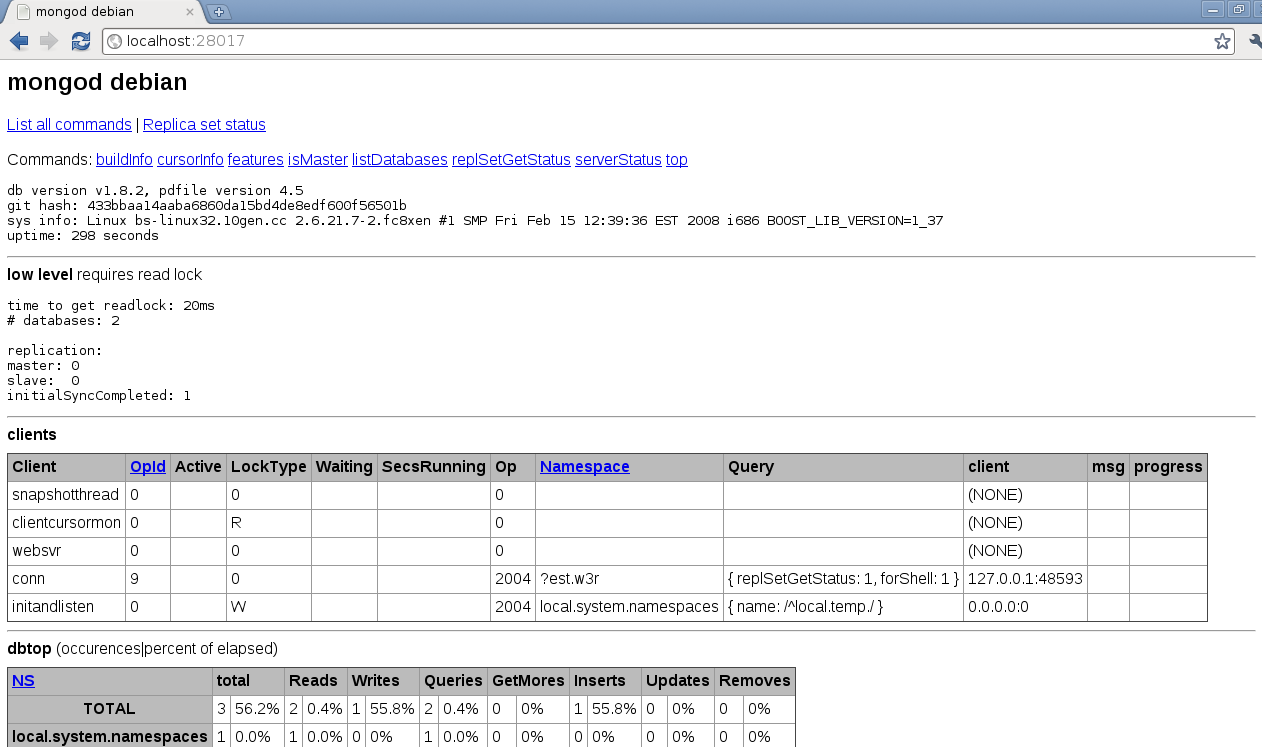 mongod debian
localhost:28017
mongod debian
List all commands | Replica set status
Commands: buildInfo cursorInfo features isMaster listDatabases replSetGetStatus serverStatus top
db version v1.8.2, pdfile version 4.5
git hash: 433bbaa14aaba6860da15bd4de8edf600f56501b
sys info: Linux bs-linux32.10gen.cc 2.6.21.7-2.fc8xen #1 SMP Fri Feb 15 12:39:36 EST 2008 i686 BOOST_LIB_VERSION=1_37
uptime: 298 seconds
low level requires read lock
time to get readlock: 20ms
# databases: 2
replication:
master: 0
slave:  0
initialSyncCompleted: 1
clients
Client OpId Active LockType Waiting SecsRunning Op Namespace Query client msg progress
snapshotthread 0 0 0 (NONE)
clientcursormon 0 R 0 (NONE)
websvr 0 0 0 (NONE)
conn 9 0 2004 ?est.w3r { replSetGetStatus: 1, forShell: 1 } 127.0.0.1:48593
initandlisten 0 W 2004 local.system.namespaces { name: /^local.temp./ } 0.0.0.0:0
dbtop (occurences|percent of elapsed)
NS total Reads Writes Queries GetMores Inserts Updates Removes
TOTAL 3 56.2% 2 0.4% 1 55.8% 2 0.4% 0 0% 1 55.8% 0 0% 0 0%
local.system.namespaces 1 0.0% 1 0.0% 0 0% 1 0.0% 0 0% 0 0% 0 0% 0 0%